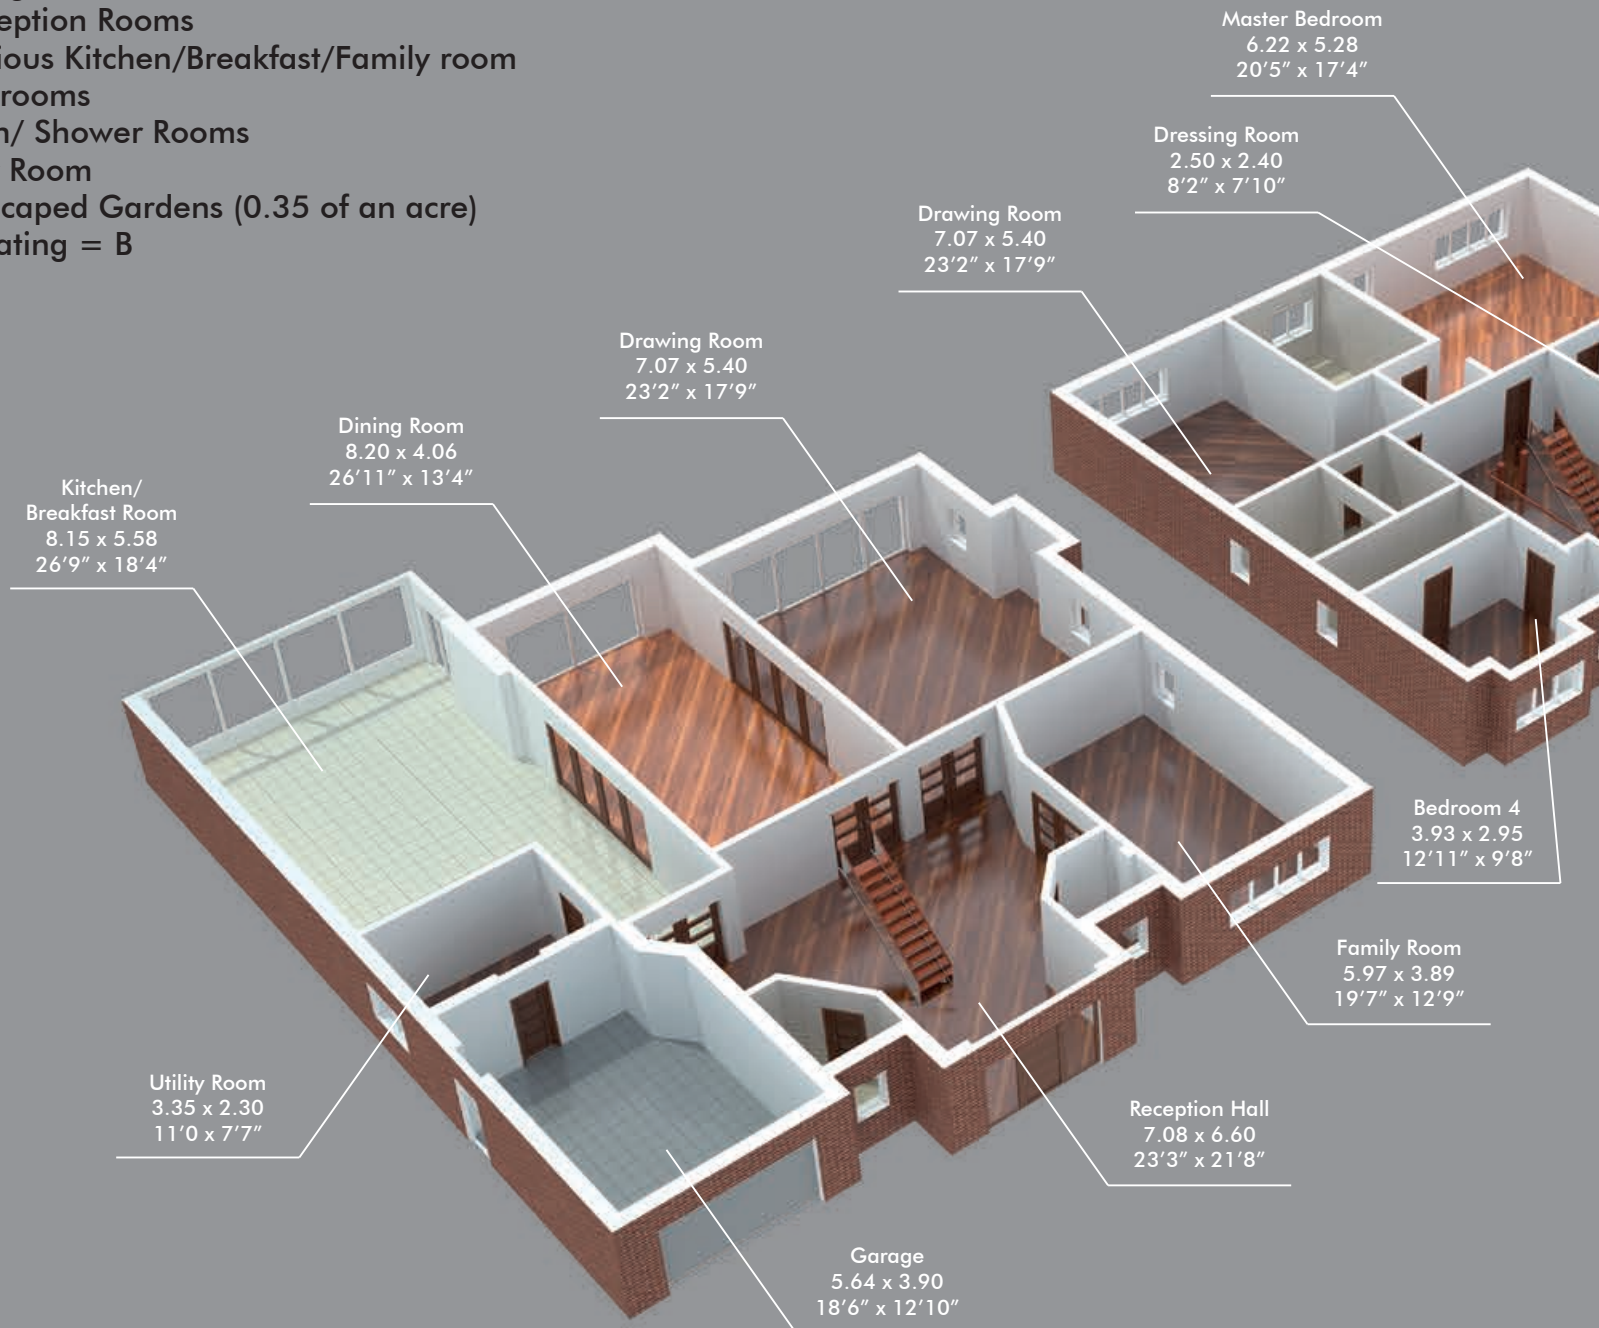 eption Rooms
ious Kitchen/Breakfast/Family room
rooms
/ Shower Rooms
Room
caped Gardens (0.35 of an acre)
ating = B
Master Bedroom
6.22 x 5.28
20’5” x 17’4”
Dressing Room
2.50 x 2.40
8’2” x 7’10”
Drawing Room
7.07 x 5.40
23’2” x 17’9”
Drawing Room
7.07 x 5.40
23’2” x 17’9”
Dining Room
8.20 x 4.06
26’11” x 13’4”
Kitchen/
Breakfast Room
8.15 x 5.58
26’9” x 18’4”
Bedroom 4
3.93 x 2.95
12’11” x 9’8”
Family Room
5.97 x 3.89
19’7” x 12’9”
Utility Room
3.35 x 2.30
11’0 x 7’7”
Reception Hall
7.08 x 6.60
23’3” x 21’8”
Garage
5.64 x 3.90
18’6” x 12’10”